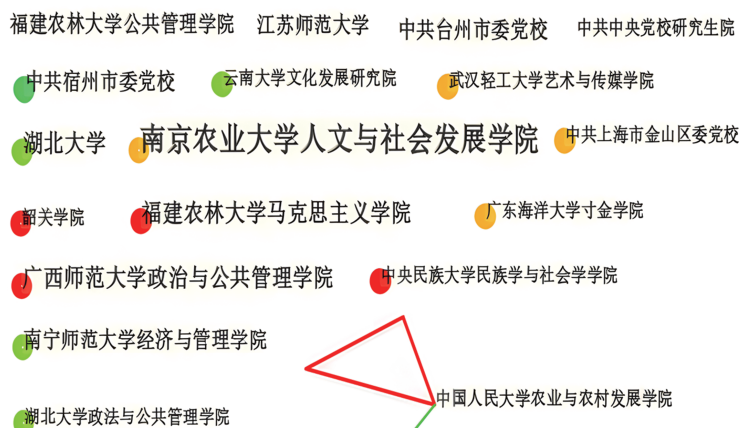 福建农林大学公共管理学院 江苏师范大学 中共台州市委党校 中共中央党校研究生院
中共宿州市委党校 云南大学文化发展研究院 武汉轻工大学艺术与传媒学院
湖北大学 南京农业大学人文与社会发展学院 中共上海市金山区委党校
韶关学院 福建农林大学马克思主义学院 广东海洋大学寸金学院
广西师范大学政治与公共管理学院 中央民族大学民族学与社会学学院
南宁师范大学经济与管理学院
中国人民大学农业与农村发展学院
湖北大学政法与公共管理学院